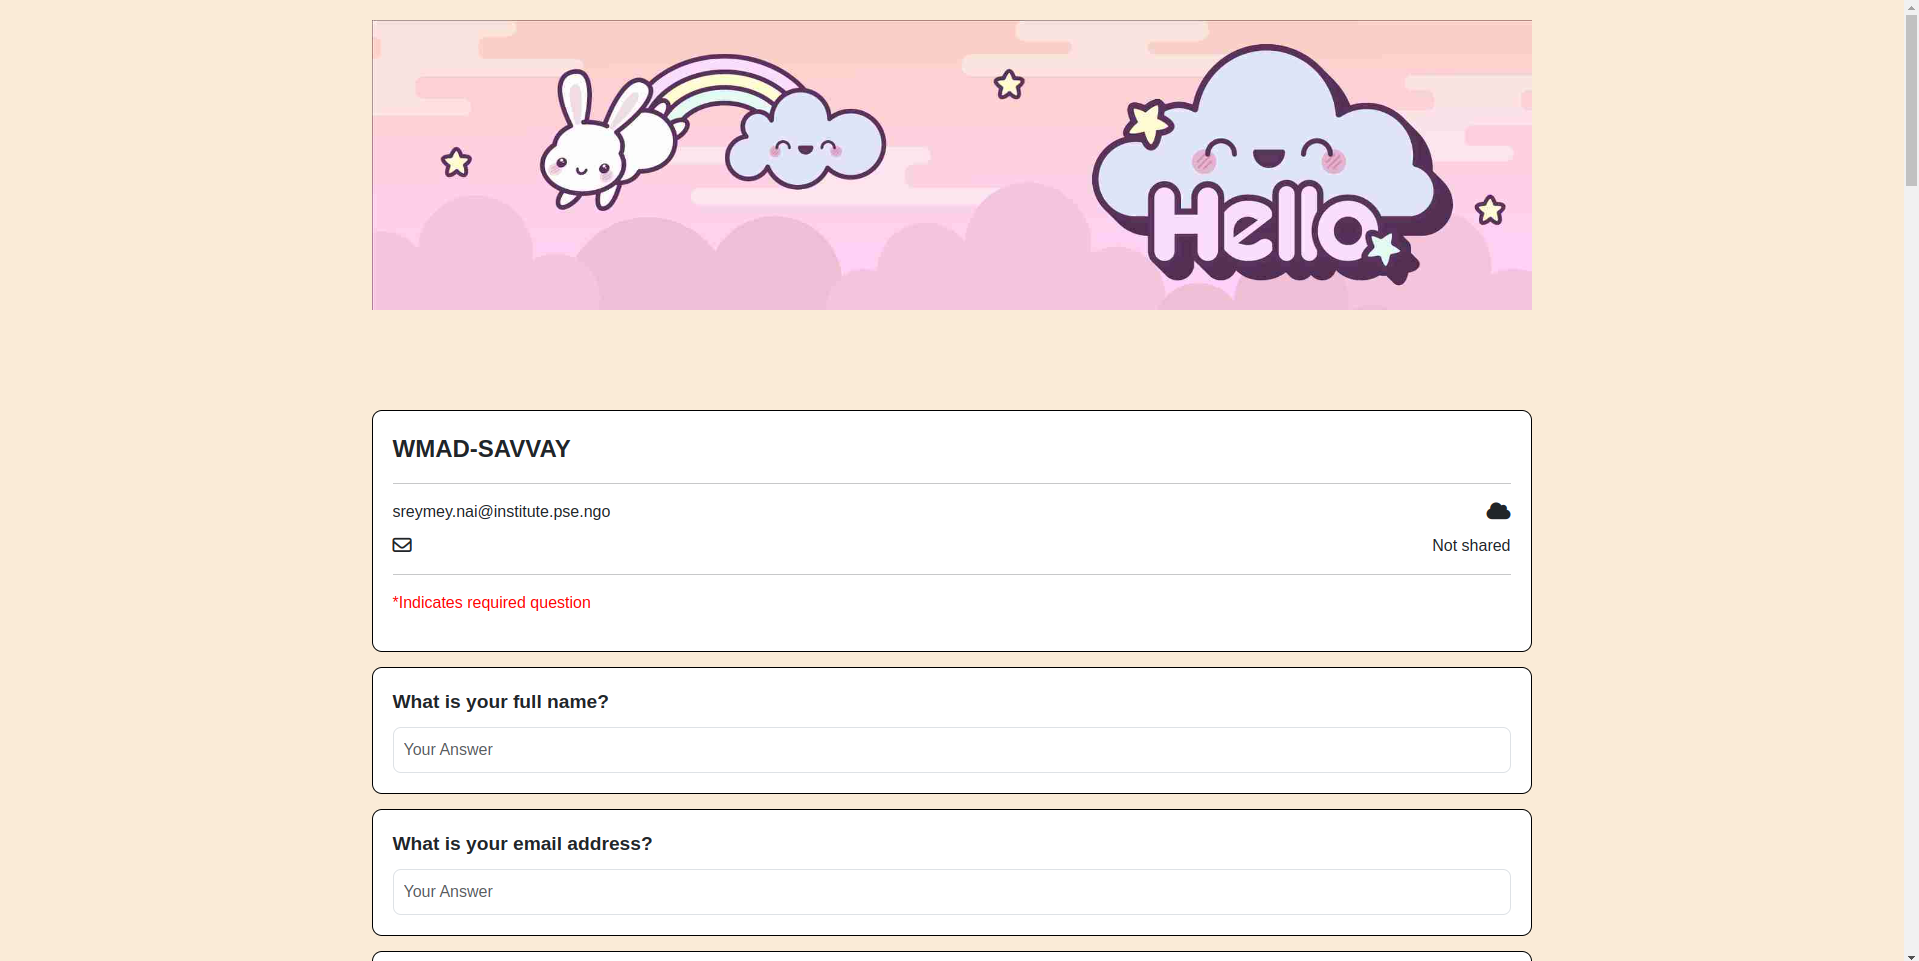 Hello
WMAD-SAVVAY
sreymey.nai@institute.pse.ngo
Not shared
*Indicates required question
What is your full name?
Your Answer
What is your email address?
Your Answer